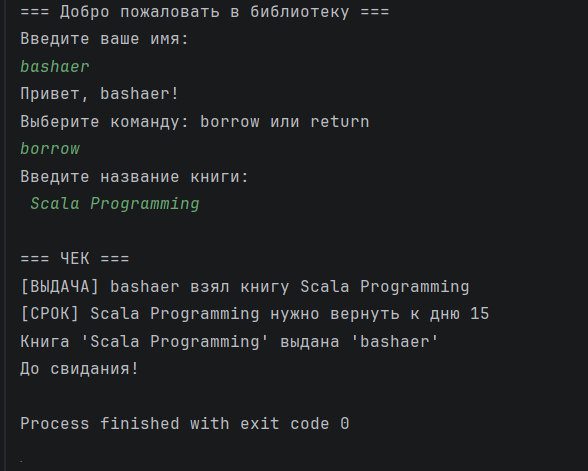 === Добро пожаловать в библиотеку ===
Введите ваше имя:
bashaer
Привет, bashaer!
Выберите команду: borrow или return
borrow
Введите название книги:
Scala Programming
=== ЧЕК ===
[ВЫДАЧА] bashaer взял книгу Scala Programming
[СРОК] Scala Programming нужно вернуть к дню 15
Книга 'Scala Programming' выдана 'bashaer'
До свидания!
Process finished with exit code 0